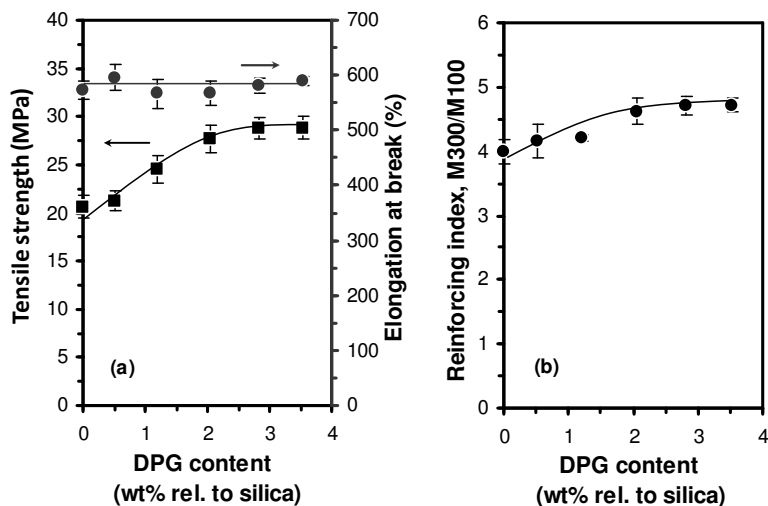 40
35
30
25
20
15
10
5
0
Tensile strength (MPa)
700
600
500
400
300
200
100
0
Elongation at break (%)
(a)
0 1 2 3 4
DPG content
(wt% rel. to silica)
6
5
4
3
2
1
0
Reinforcing index, M300/M100
(b)
0 1 2 3 4
DPG content
(wt% rel. to silica)